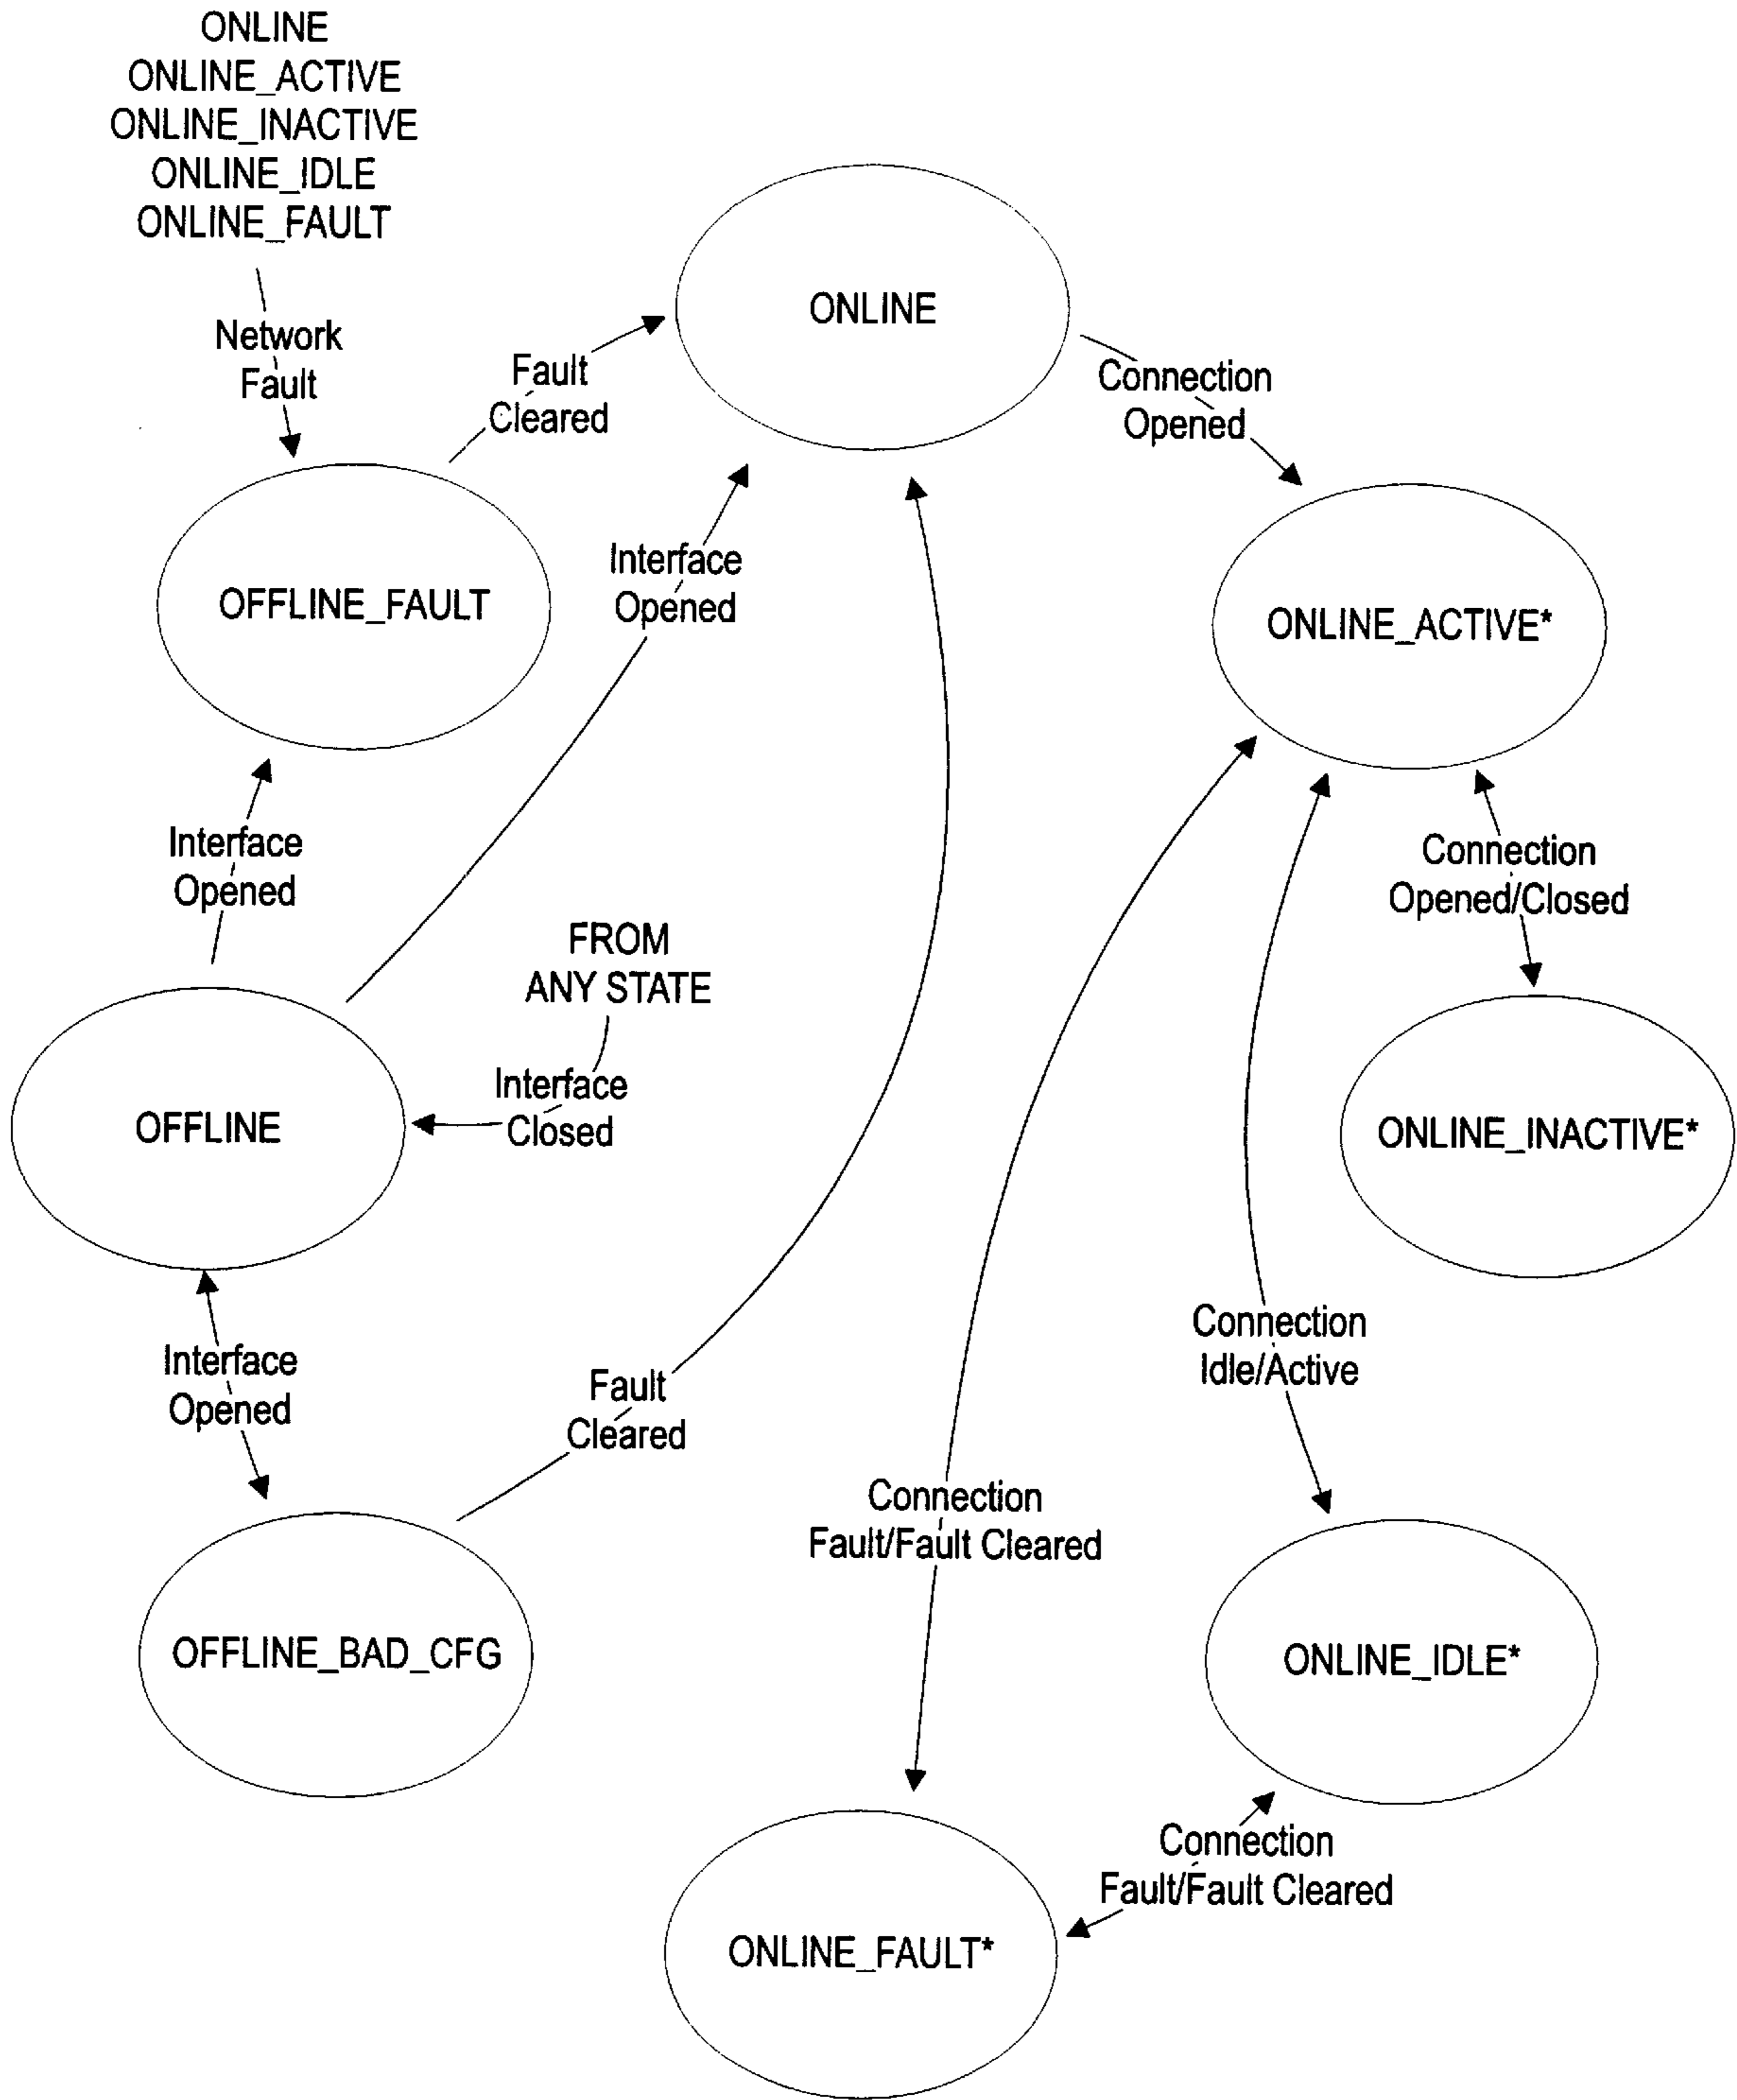 ONLINE
ONLINE_ACTIVE
ONLINE_INACTIVE
ONLINE_IDLE
ONLINE_FAULT
Network
Fault
Fault
Cleared
ONLINE
Connection
Opened
OFFLINE_FAULT
Interface
Opened
ONLINE_ACTIVE*
Interface
Opened
Connection
Opened/Closed
FROM
ANY STATE
Interface
Closed
OFFLINE
ONLINE_INACTIVE*
Interface
Opened
Fault
Cleared
Connection
Idle/Active
Connection
Fault/Fault Cleared
OFFLINE_BAD_CFG
ONLINE_IDLE*
Connection
Fault/Fault Cleared
ONLINE_FAULT*